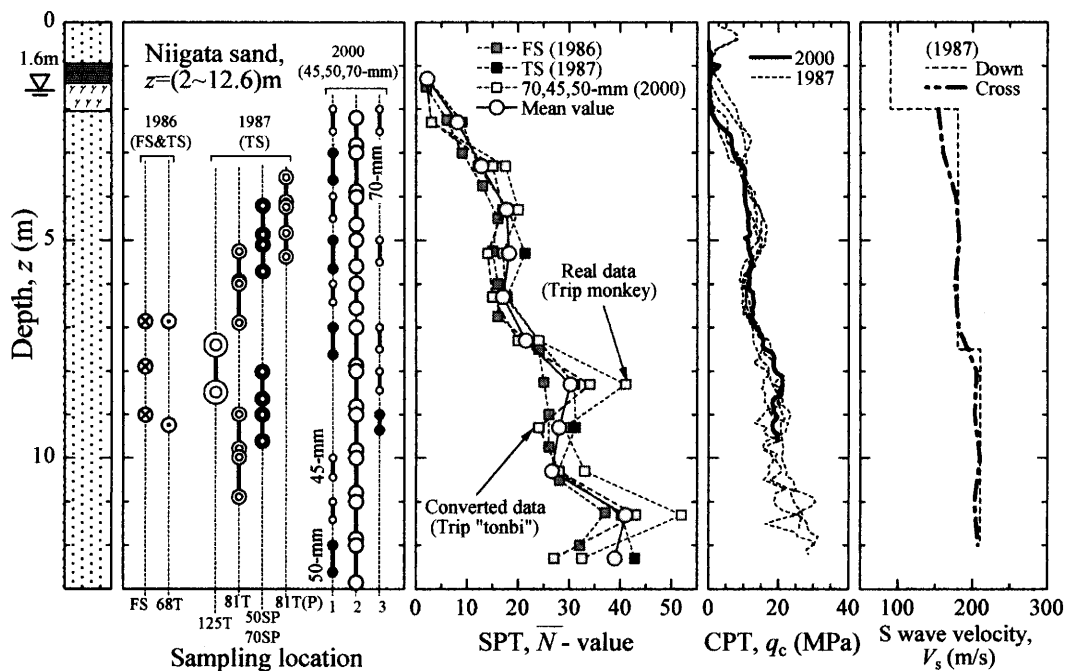 0
1.6m
5
10
Depth, z (m)
Niigata sand,
z=(2~12.6)m
2000
(45,50,70-mm)
1986
(FS&TS)
1987
(TS)
70-mm
45-mm
50-mm
FS
68T
125T
81T
50SP
70SP
81T(P)
1
2
3
Sampling location
FS (1986)
TS (1987)
70,45,50-mm (2000)
Mean value
Real data
(Trip monkey)
Converted data
(Trip "tonbi")
0 10 20 30 40 50
SPT, N - value
2000
1987
0 20 40
CPT, qc (MPa)
(1987)
Down
Cross
100 200 300
S wave velocity,
Vs (m/s)